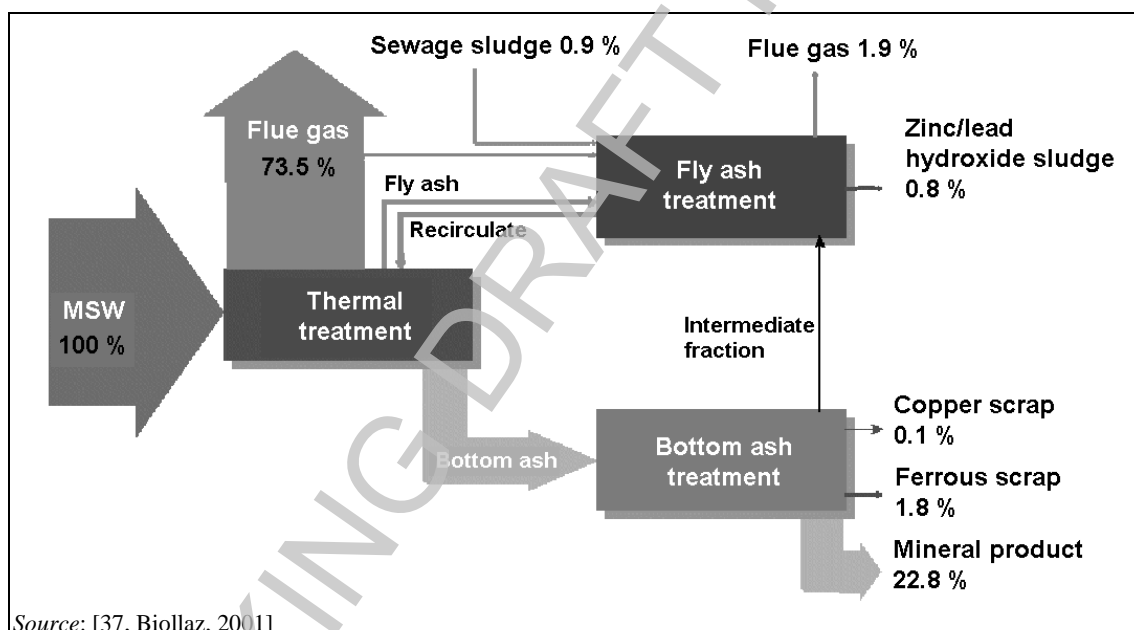 Sewage sludge 0.9 %
Flue gas 1.9 %
Flue gas
73.5 %
Zinc/lead
hydroxide sludge
0.8 %
Fly ash
treatment
Fly ash
Recirculate
MSW
100 %
Thermal
treatment
Intermediate
fraction
Copper scrap
0.1 %
Bottom ash
Bottom ash
treatment
Ferrous scrap
1.8 %
Mineral product
22.8 %
Source: [37, Biollaz, 2001]
KING DRAFT